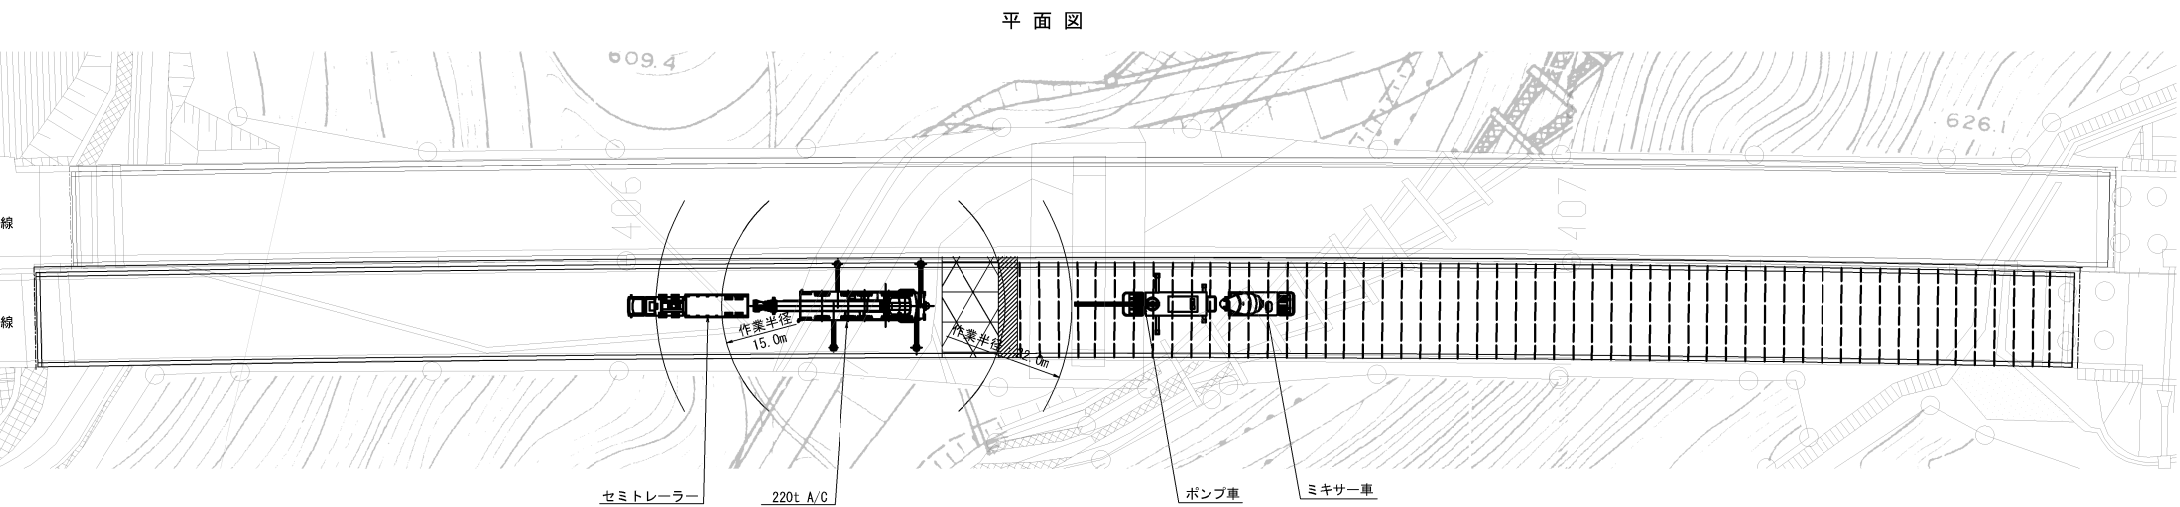 平面図
609.4
626.1
406
407
線
線
作業半径
15.0m
作業半径
セミトレーラー
220t A/C
ポンプ車
ミキサー車